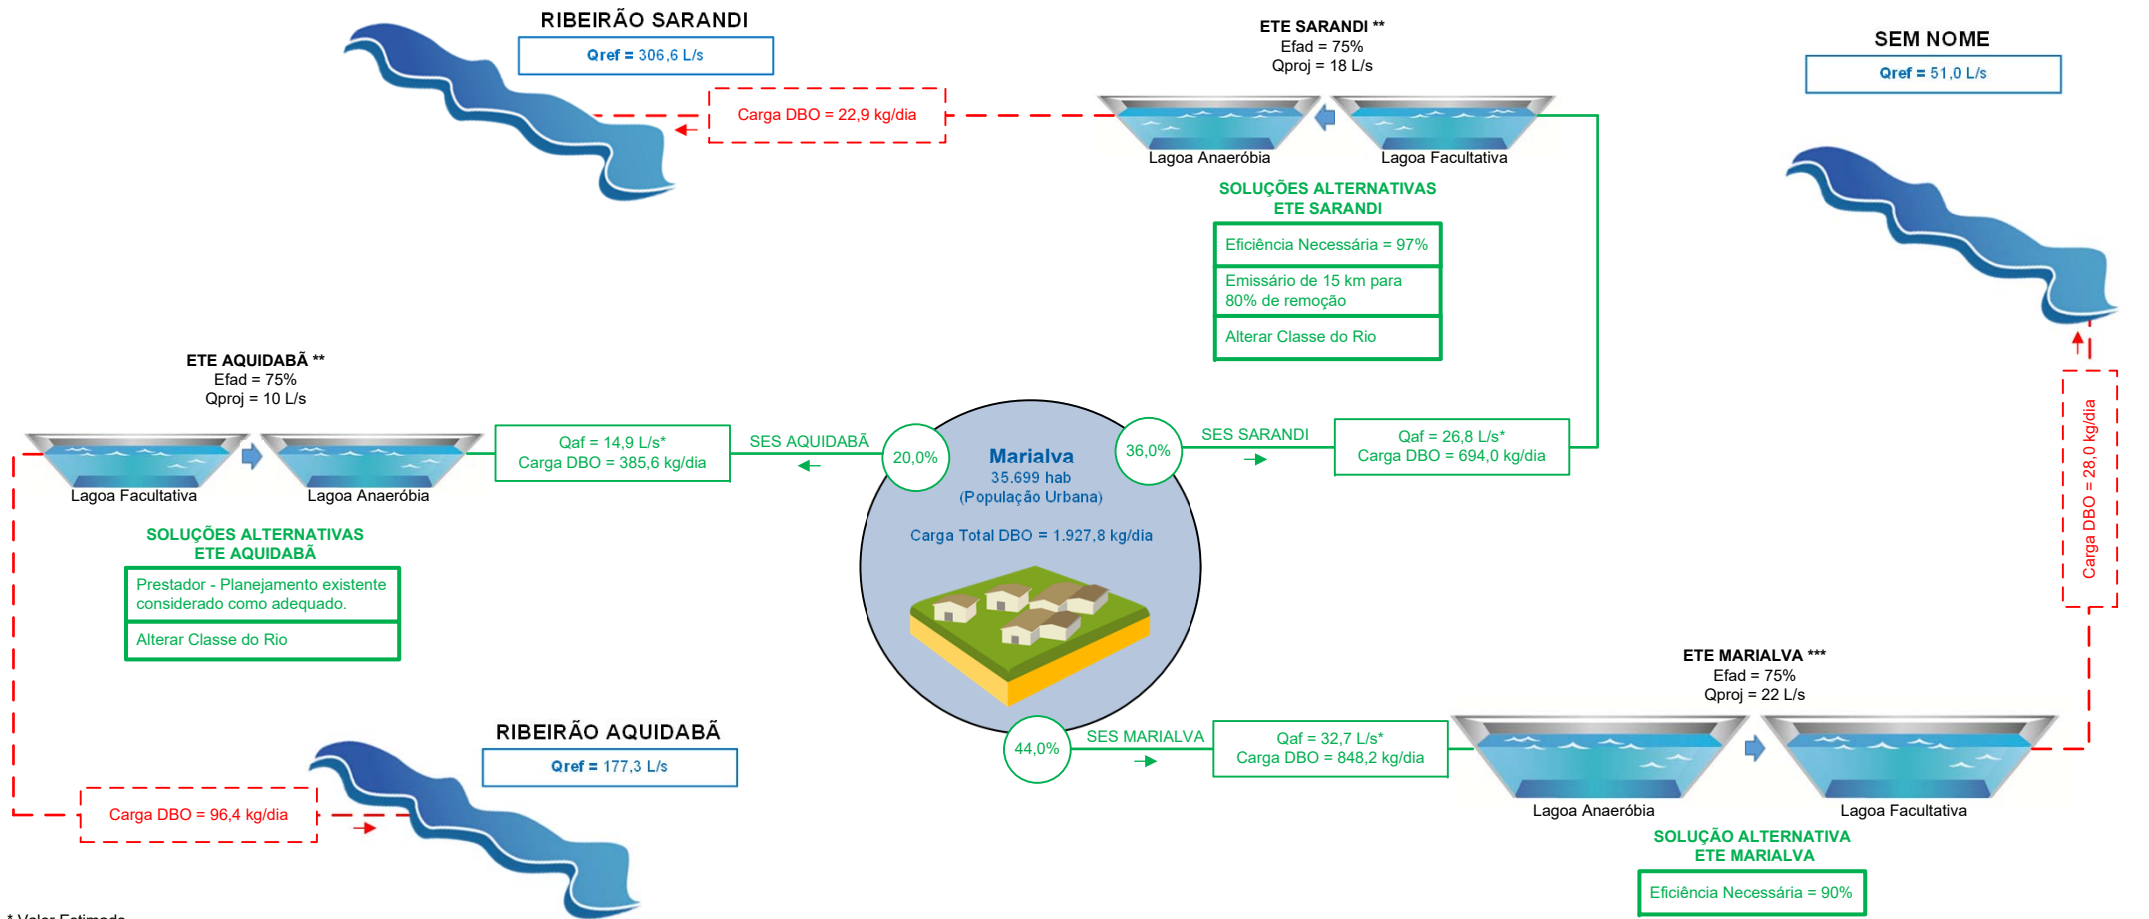 RIBEIRÃO SARANDI
Qref = 306,6 L/s
ETE SARANDI **
Efad = 75%
Qproj = 18 L/s
SEM NOME
Qref = 51,0 L/s
Carga DBO = 22,9 kg/dia
Lagoa Anaeróbia
Lagoa Facultativa
SOLUÇÕES ALTERNATIVAS
ETE SARANDI
Eficiência Necessária = 97%
Emissário de 15 km para
80% de remoção
Alterar Classe do Rio
ETE AQUIDABÃ **
Efad = 75%
Qproj = 10 L/s
Lagoa Facultativa
Lagoa Anaeróbia
Qaf = 14,9 L/s*
Carga DBO = 385,6 kg/dia
SES AQUIDABÃ
20,0%
Marialva
35.699 hab
(População Urbana)
Carga Total DBO = 1.927,8 kg/dia
36,0%
SES SARANDI
Qaf = 26,8 L/s*
Carga DBO = 694,0 kg/dia
Carga DBO = 28,0 kg/dia
SOLUÇÕES ALTERNATIVAS
ETE AQUIDABÃ
Prestador - Planejamento existente
considerado como adequado.
Alterar Classe do Rio
RIBEIRÃO AQUIDABÃ
Qref = 177,3 L/s
Carga DBO = 96,4 kg/dia
44,0%
SES MARIALVA
Qaf = 32,7 L/s*
Carga DBO = 848,2 kg/dia
ETE MARIALVA ***
Efad = 75%
Qproj = 22 L/s
Lagoa Anaeróbia
Lagoa Facultativa
SOLUÇÃO ALTERNATIVA
ETE MARIALVA
Eficiência Necessária = 90%
* Valor Estimado